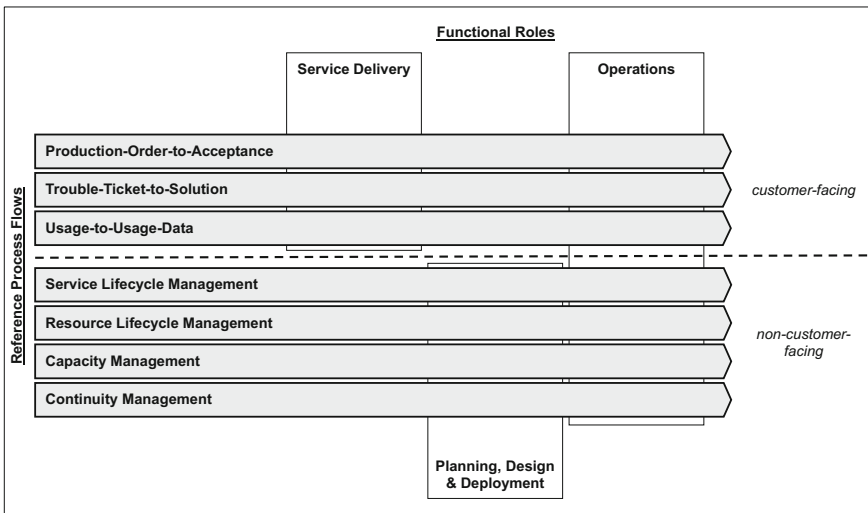 Functional Roles
Service Delivery
Operations
Reference Process Flows
Production-Order-to-Acceptance
Trouble-Ticket-to-Solution
customer-facing
Usage-to-Usage-Data
Service Lifecycle Management
Resource Lifecycle Management
non-customer-
facing
Capacity Management
Continuity Management
Planning, Design
& Deployment